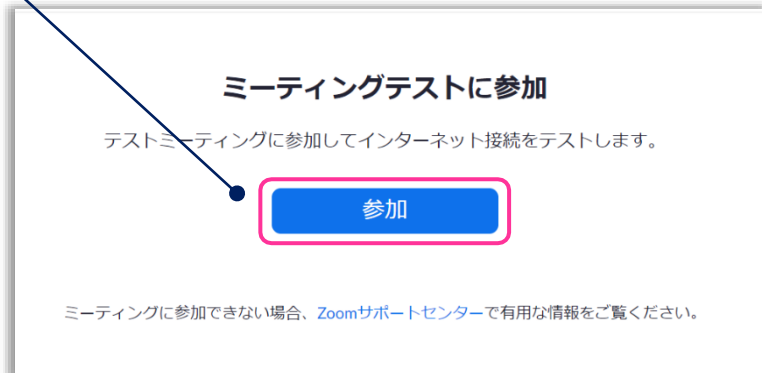 ミーティングテストに参加
テストミーティングに参加してインターネット接続をテストします。
参加
ミーティングに参加できない場合、Zoomサポートセンターで有用な情報をご覧ください。